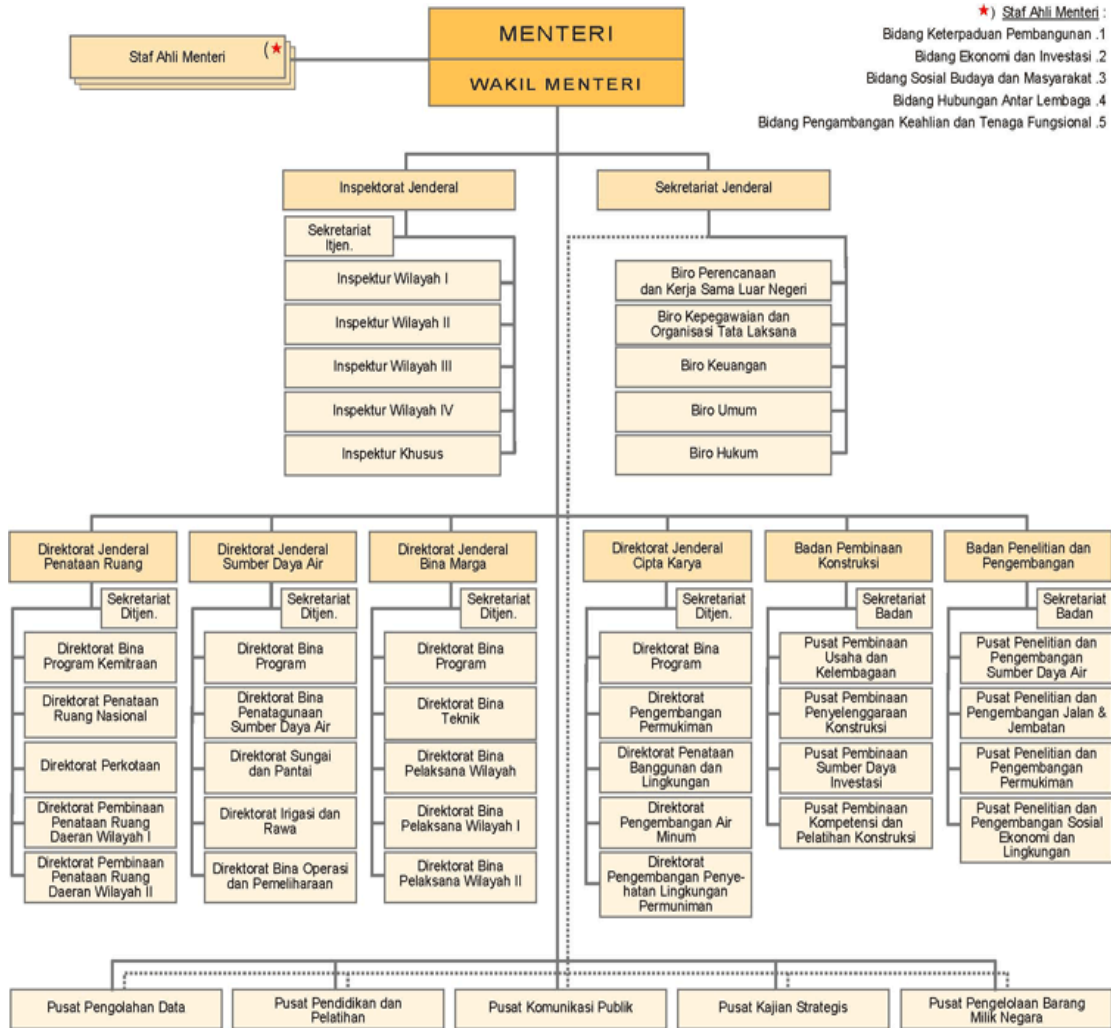 MENTERI
WAKIL MENTERI
Staf Ahli Menteri (★
★) Staf Ahli Menteri :
Bidang Keterpaduan Pembangunan .1
Bidang Ekonomi dan Investasi .2
Bidang Sosial Budaya dan Masyarakat .3
Bidang Hubungan Antar Lembaga .4
Bidang Pengambangan Keahlian dan Tenaga Fungsional .5
Inspektorat Jenderal
Sekretariat
Itjen.
Inspektur Wilayah I
Inspektur Wilayah II
Inspektur Wilayah III
Inspektur Wilayah IV
Inspektur Khusus
Sekretariat Jenderal
Biro Perencanaan
dan Kerja Sama Luar Negeri
Biro Kepegawaian dan
Organisasi Tata Laksana
Biro Keuangan
Biro Umum
Biro Hukum
Direktorat Jenderal
Penataan Ruang
Sekretariat
Ditjen.
Direktorat Bina
Program Kemitraan
Direktorat Penataan
Ruang Nasional
Direktorat Perkotaan
Direktorat Pembinaan
Penataan Ruang
Daeran Wilayah I
Direktorat Pembinaan
Penataan Ruang
Daeran Wilayah II
Direktorat Jenderal
Sumber Daya Air
Sekretariat
Ditjen.
Direktorat Bina
Program
Direktorat Bina
Penatagunaan
Sumber Daya Air
Direktorat Sungai
dan Pantai
Direktorat Irigasi dan
Rawa
Direktorat Bina Operasi
dan Pemeliharaan
Direktorat Jenderal
Bina Marga
Sekretariat
Ditjen.
Direktorat Bina
Program
Direktorat Bina
Teknik
Direktorat Bina
Pelaksana Wilayah
Direktorat Bina
Pelaksana Wilayah I
Direktorat Bina
Pelaksana Wilayah II
Direktorat Jenderal
Cipta Karya
Sekretariat
Ditjen.
Direktorat Bina
Program
Direktorat
Pengembangan
Permukiman
Direktorat Penataan
Banggunan dan
Lingkungan
Direktorat
Pengembangan Air
Minum
Direktorat
Pengembangan Penye-
hatan Lingkungan
Permuniman
Badan Pembinaan
Konstruksi
Sekretariat
Badan
Pusat Pembinaan
Usaha dan
Kelembagaan
Pusat Pembinaan
Penyelenggaraan
Konstruksi
Pusat Pembinaan
Sumber Daya
Investasi
Pusat Pembinaan
Kompetensi dan
Pelatihan Konstruksi
Badan Penelitian dan
Pengembangan
Sekretariat
Badan
Pusat Penelitian dan
Pengembangan
Sumber Daya Air
Pusat Penelitian dan
Pengembangan Jalan &
Jembatan
Pusat Penelitian dan
Pengembangan
Permukiman
Pusat Penelitian dan
Pengembangan Sosial
Ekonomi dan
Lingkungan
Pusat Pengolahan Data
Pusat Pendidikan dan
Pelatihan
Pusat Komunikasi Publik
Pusat Kajian Strategis
Pusat Pengelolaan Barang
Milik Negara